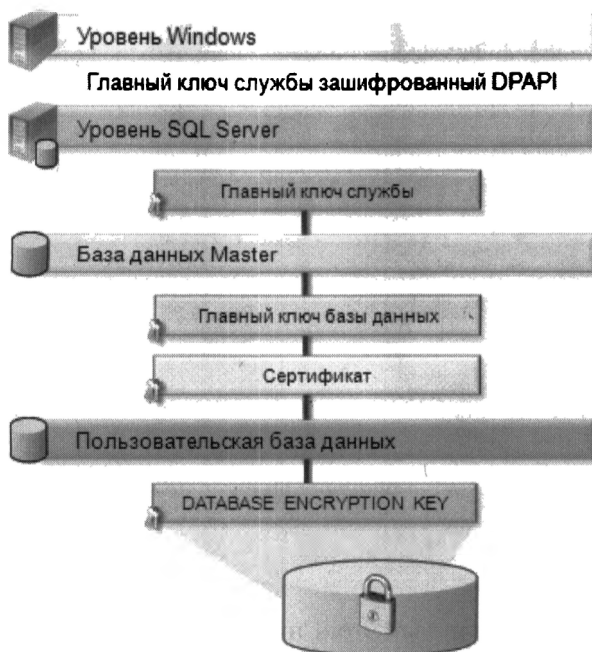 Уровень Windows
Главный ключ службы зашифрованный DPAPI
Уровень SQL Server
Главный ключ службы
База данных Master
Главный ключ базы данных
Сертификат
Пользовательская база данных
DATABASE ENCRYPTION KEY